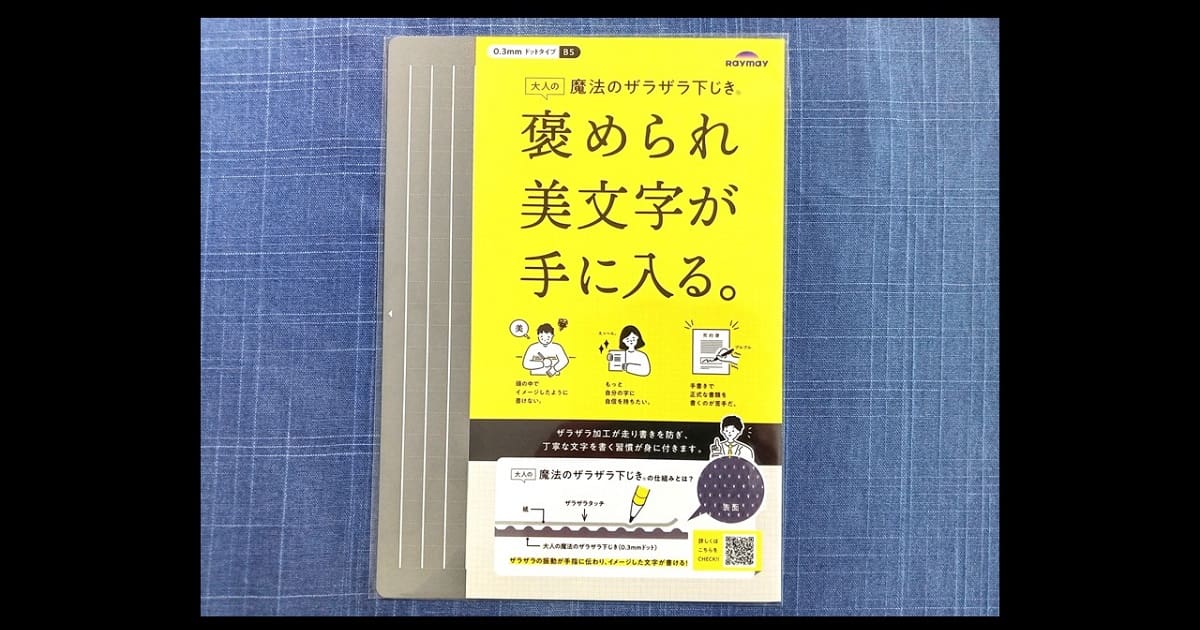 0.3mm ドットタイプ B5
Raymay
大人の 魔法のザラザラ下じき®
褒められ
美文字が
手に入る。
美
頭の中で
イメージしたように
書けない。
えっへん。
もっと
自分の字に
自信を持ちたい。
契約書
プルプル
手書きで
正式な書類を
書くのが苦手だ。
ザラザラ加工が走り書きを防ぎ、
丁寧な文字を書く習慣が身に付きます。
大人の 魔法のザラザラ下じき®の仕組みとは?
表面
紙
ザラザラタッチ
大人の魔法のザラザラ下じき(0.3mmドット)
ザラザラの振動が手指に伝わり、イメージした文字が書ける!
詳しくは
こちらを
CHECK!!